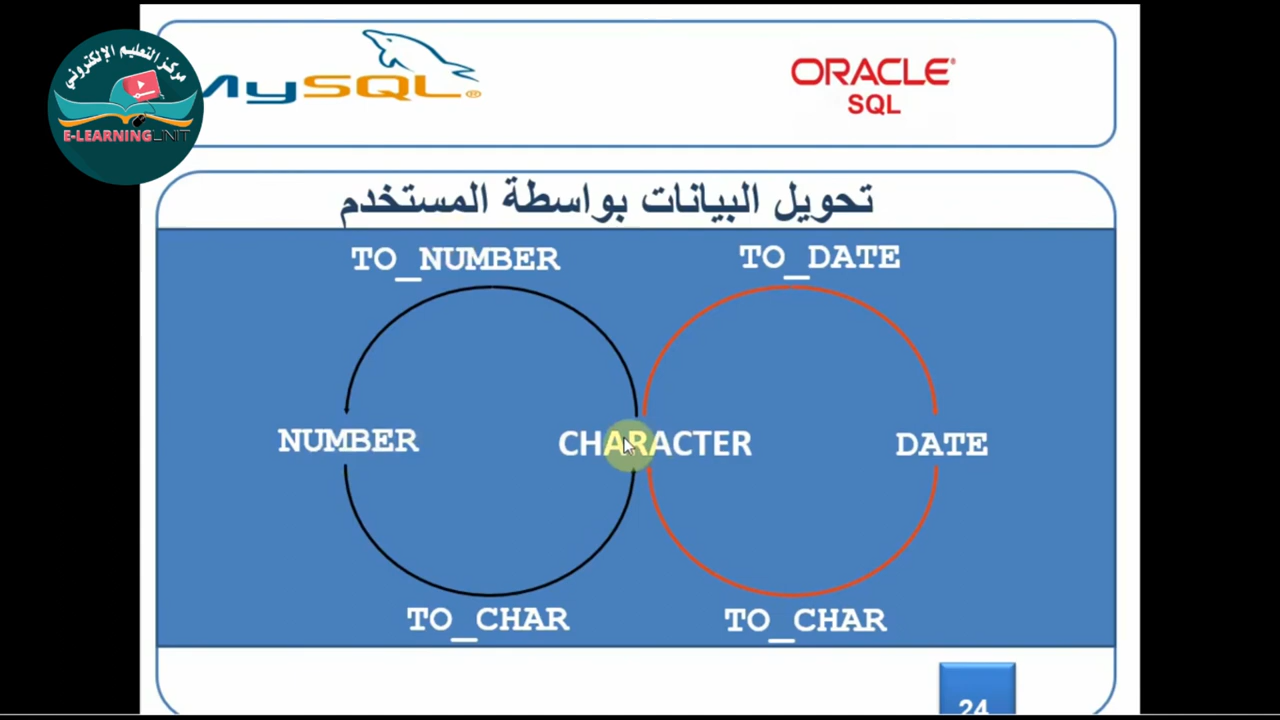 مركز التعليم الإلكتروني
E-LEARNING UNIT
MySQL®
ORACLE®
SQL
تحويل البيانات بواسطة المستخدم
TO_NUMBER
TO_DATE
NUMBER
CHARACTER
DATE
TO_CHAR
TO_CHAR
24